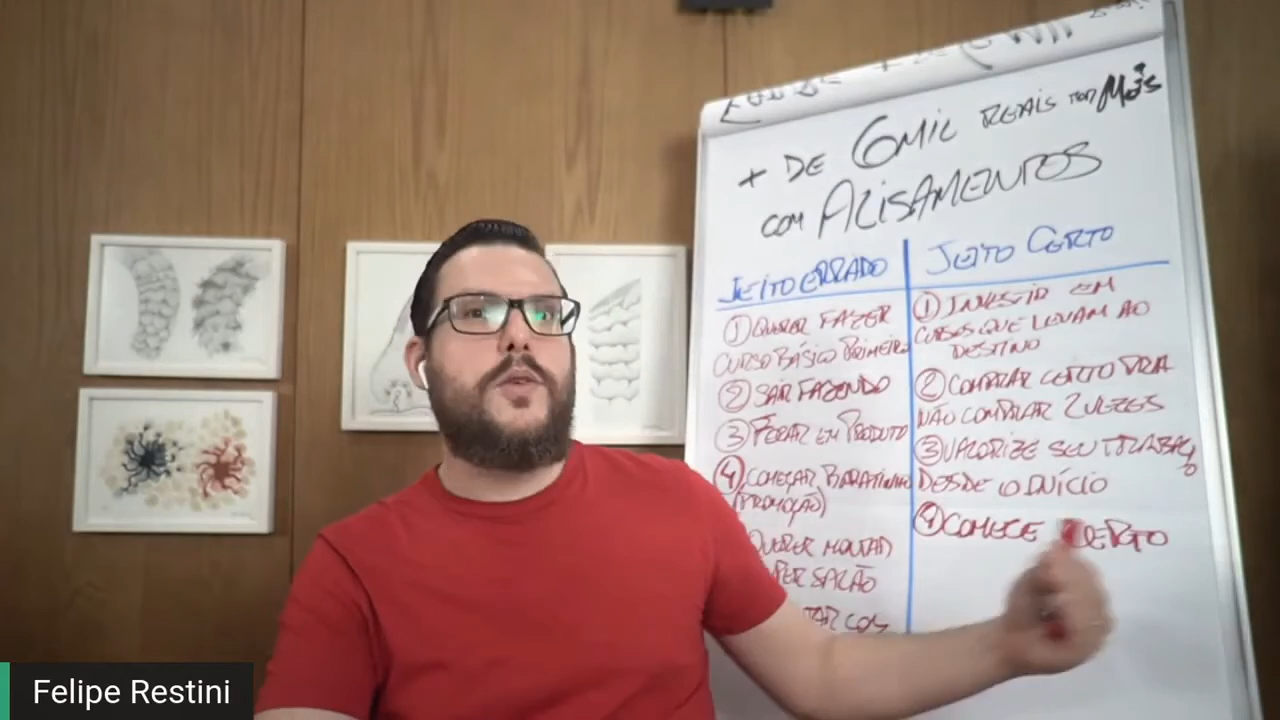 + DE 6MIL REAIS POR MÊS
COM ALISAMENTOS
JEITO ERRADO
① QUERER FAZER
CURSO BÁSICO PRIMEIRO
② SAIR FAZENDO
③ FOCAR EM PRODUTO
④ COMEÇAR BARATINHO
(PROMOÇÃO)
QUERER MONTAR
SALÃO
JEITO CERTO
① INVESTIR EM
CURSOS QUE LEVAM AO
DESTINO
② COMPRAR CERTO PRA
NÃO COMPRAR 2 VEZES
③ VALORIZE SEU TRABALHO
DESDE O INÍCIO
④ COMECE CERTO
Felipe Restini